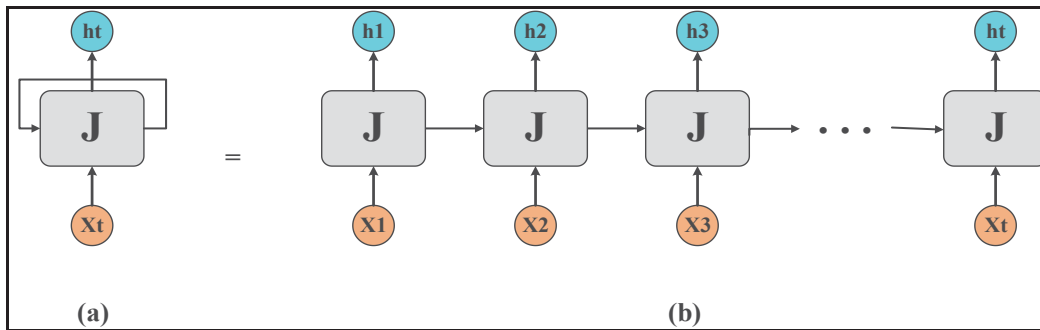 ht h1 h2 h3 ht
J J J J . . . J
=
Xt X1 X2 X3 Xt
(a) (b)